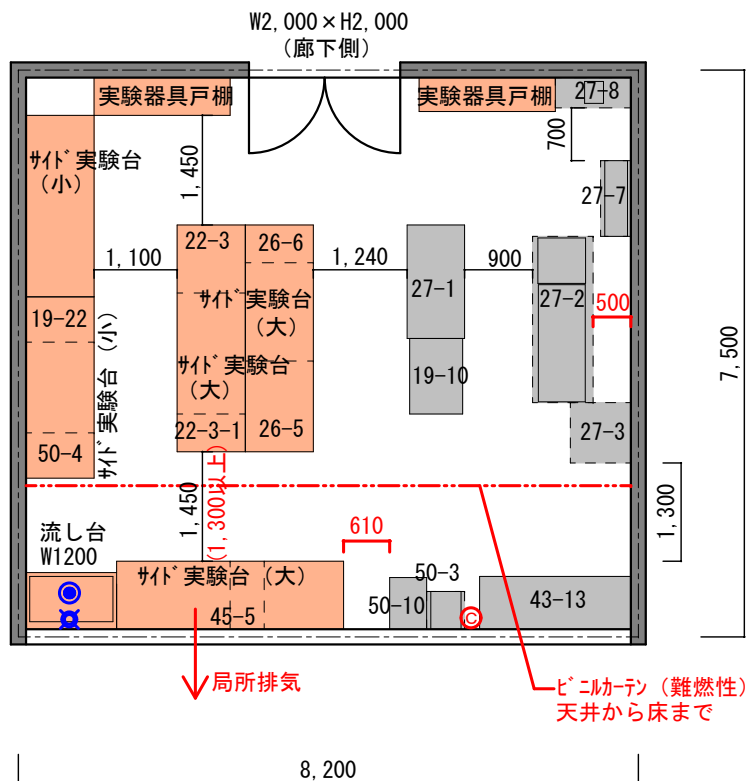 W2,000×H2,000
（廊下側）
実験器具戸棚
実験器具戸棚
27-8
700
1,450
ｻｲﾄﾞ実験台
（小）
27-7
22-3
26-6
1,100
1,240
900
27-1
27-2
500
ｻｲﾄﾞ実験台
（大）
19-22
ｻｲﾄﾞ実験台（小）
ｻｲﾄﾞ実験台
（大）
19-10
7,500
22-3-1
26-5
27-3
50-4
1,450
(1,300以上)
1,300
流し台
W1200
610
ｻｲﾄﾞ実験台（大）
45-5
50-3
50-10
43-13
C
局所排気
ﾋﾞﾆﾙｶｰﾃﾝ（難燃性）
天井から床まで
8,200